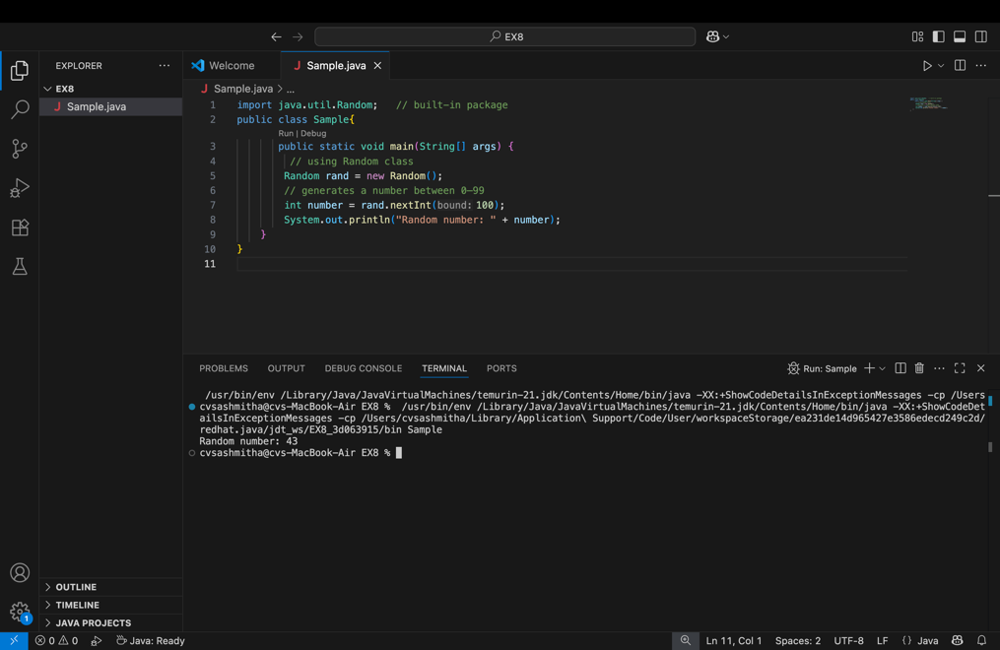 EX8
EXPLORER
Welcome
Sample.java
EX8
Sample.java
Sample.java > ...
1 import java.util.Random;   // built-in package
2 public class Sample{
Run | Debug
3 public static void main(String[] args) {
4 // using Random class
5 Random rand = new Random();
6 // generates a number between 0–99
7 int number = rand.nextInt(bound: 100);
8 System.out.println("Random number: " + number);
9 }
10 }
11
PROBLEMS OUTPUT DEBUG CONSOLE TERMINAL PORTS
Run: Sample
/usr/bin/env /Library/Java/JavaVirtualMachines/temurin-21.jdk/Contents/Home/bin/java -XX:+ShowCodeDetailsInExceptionMessages -cp /Users
cvsashmitha@cvs-MacBook-Air EX8 %  /usr/bin/env /Library/Java/JavaVirtualMachines/temurin-21.jdk/Contents/Home/bin/java -XX:+ShowCodeDet
ailsInExceptionMessages -cp /Users/cvsashmitha/Library/Application\ Support/Code/User/workspaceStorage/ea231de14d965427e3586edecd249c2d/
redhat.java/jdt_ws/EX8_3d063915/bin Sample
Random number: 43
cvsashmitha@cvs-MacBook-Air EX8 %
OUTLINE
TIMELINE
JAVA PROJECTS
1
0 0 Java: Ready
Ln 11, Col 1 Spaces: 2 UTF-8 LF {} Java